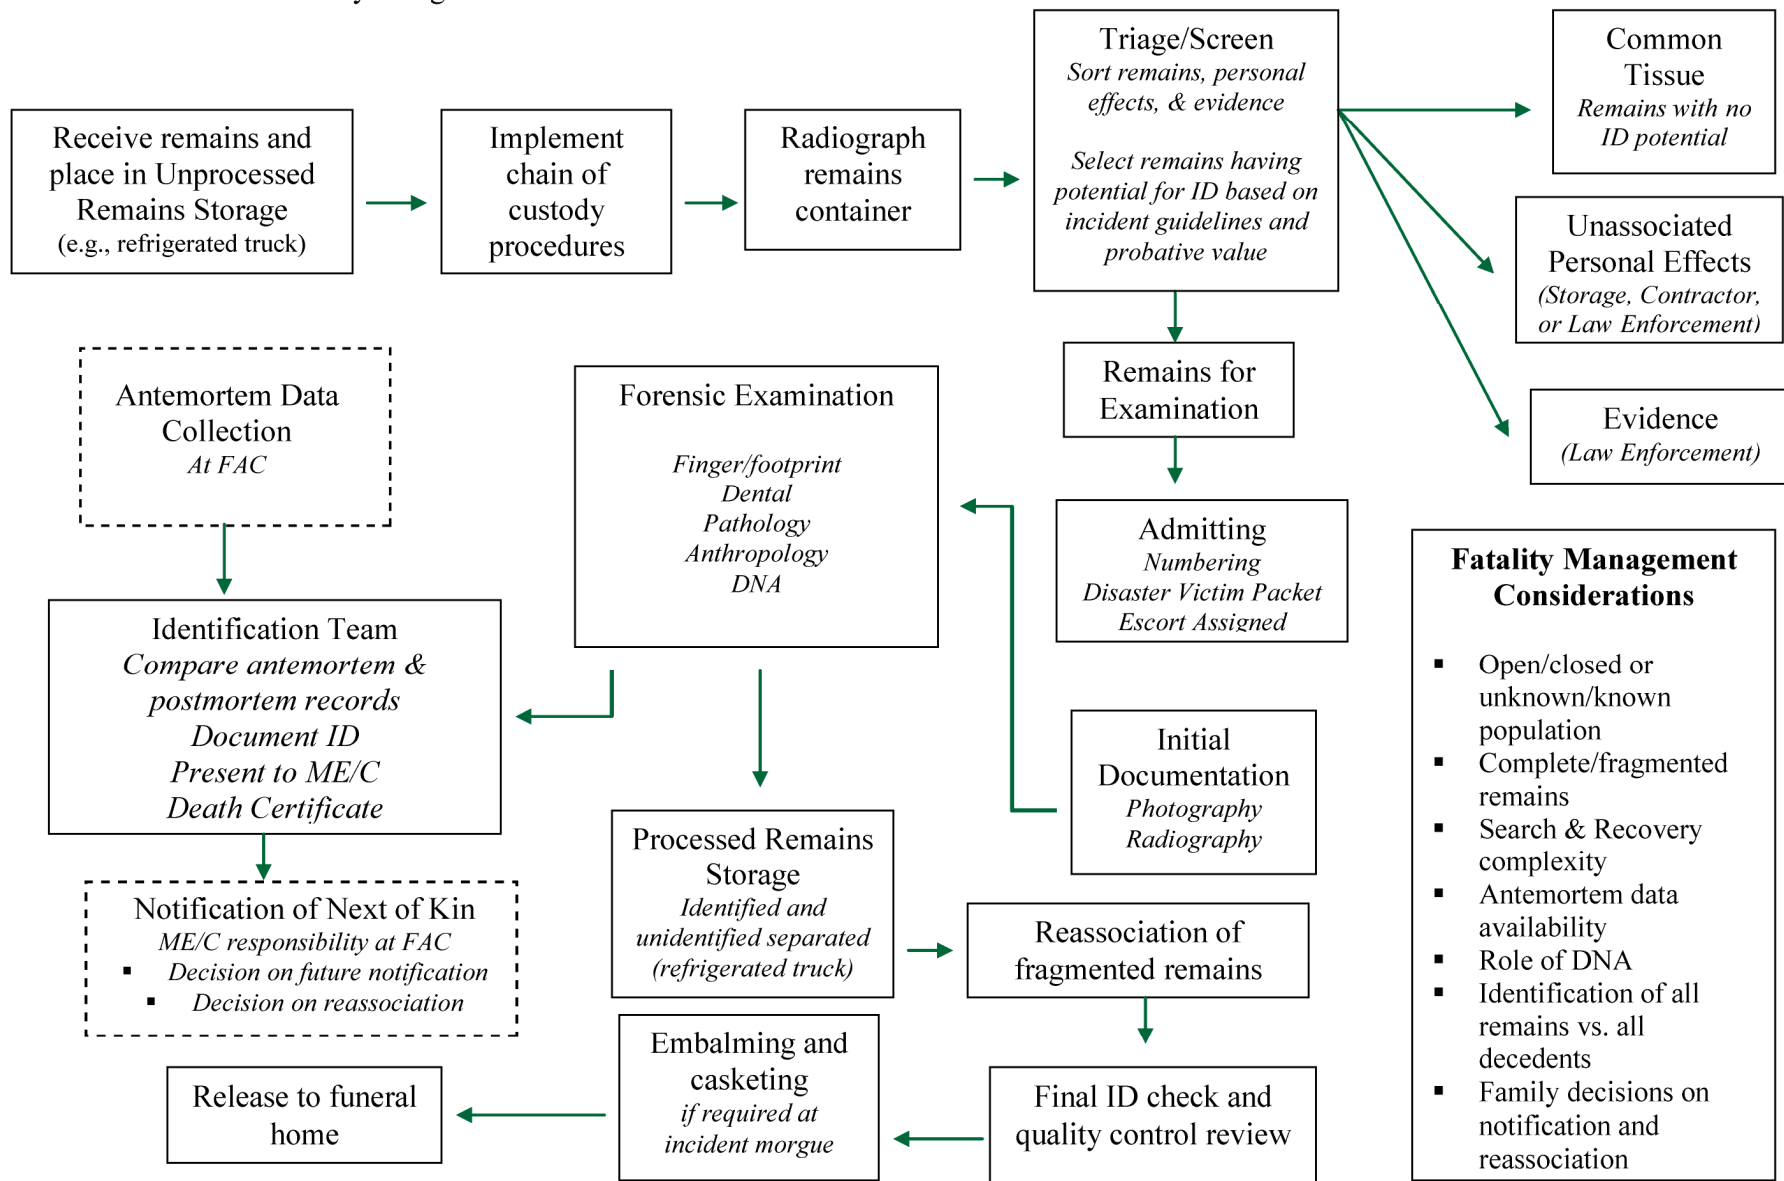 Receive remains and
place in Unprocessed
Remains Storage
(e.g., refrigerated truck)
Implement
chain of
custody
procedures
Radiograph
remains
container
Triage/Screen
Sort remains, personal
effects, & evidence
Select remains having
potential for ID based on
incident guidelines and
probative value
Common
Tissue
Remains with no
ID potential
Unassociated
Personal Effects
(Storage, Contractor,
or Law Enforcement)
Evidence
(Law Enforcement)
Remains for
Examination
Admitting
Numbering
Disaster Victim Packet
Escort Assigned
Initial
Documentation
Photography
Radiography
Forensic Examination
Finger/footprint
Dental
Pathology
Anthropology
DNA
Antemortem Data
Collection
At FAC
Identification Team
Compare antemortem &
postmortem records
Document ID
Present to ME/C
Death Certificate
Notification of Next of Kin
ME/C responsibility at FAC
▪ Decision on future notification
▪ Decision on reassociation
Processed Remains
Storage
Identified and
unidentified separated
(refrigerated truck)
Reassociation of
fragmented remains
Final ID check and
quality control review
Embalming and
casketing
if required at
incident morgue
Release to funeral
home
Fatality Management
Considerations
▪ Open/closed or
unknown/known
population
▪ Complete/fragmented
remains
▪ Search & Recovery
complexity
▪ Antemortem data
availability
▪ Role of DNA
▪ Identification of all
remains vs. all
decedents
▪ Family decisions on
notification and
reassociation